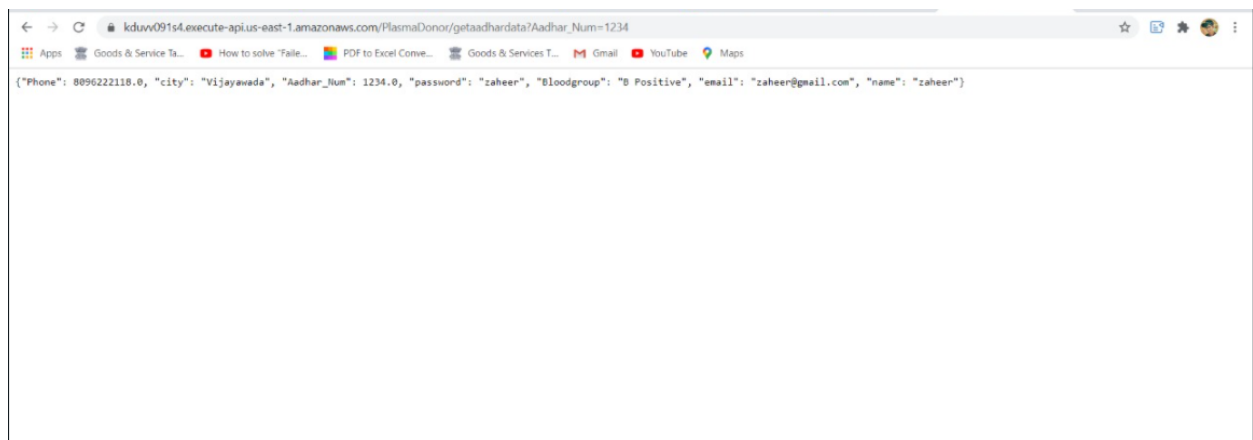 kduvv091s4.execute-api.us-east-1.amazonaws.com/PlasmaDonor/getaadhardata?Aadhar_Num=1234
Apps Goods & Service Ta... How to solve "Faile... PDF to Excel Conve... Goods & Services T... Gmail YouTube Maps
{"Phone": 8096222118.0, "city": "Vijayawada", "Aadhar_Num": 1234.0, "password": "zaheer", "Bloodgroup": "B Positive", "email": "zaheer@gmail.com", "name": "zaheer"}